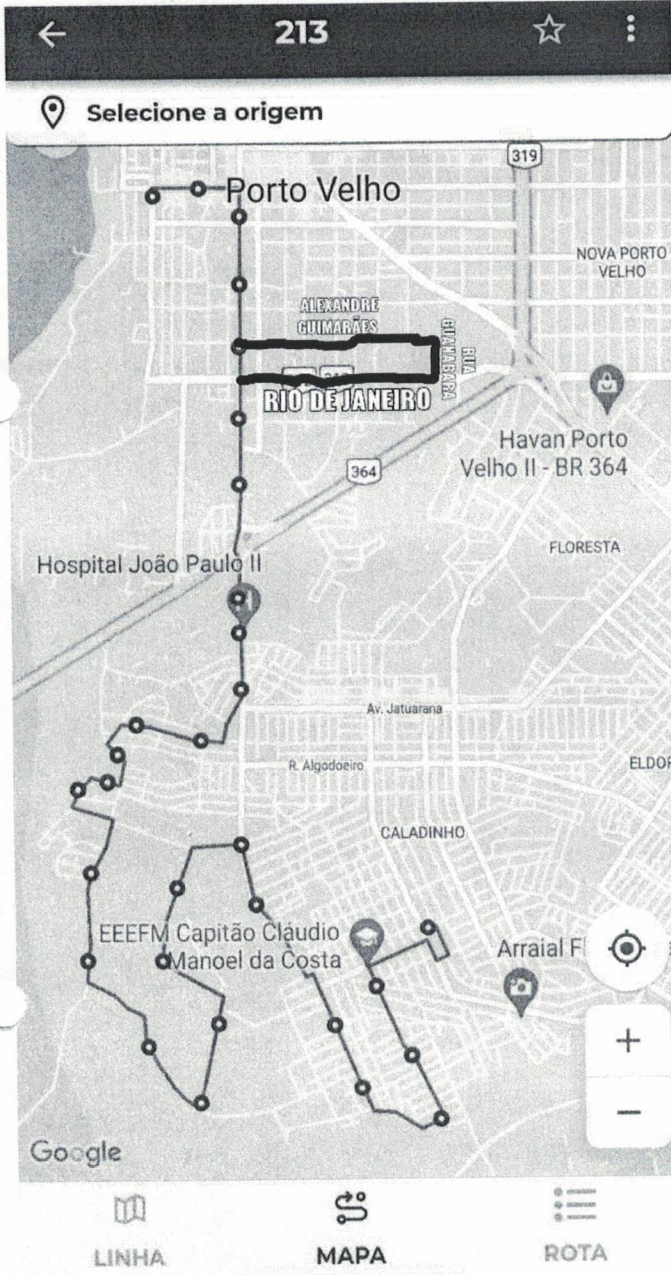 213
Selecione a origem
319
Porto Velho
NOVA PORTO
VELHO
ALEXANDRE
GUIMARÃES
RUA
GUANABARA
RIO DE JANEIRO
Havan Porto
Velho II - BR 364
364
FLORESTA
Hospital João Paulo II
Av. Jatuarana
R. Algodoeiro
ELDOR
CALADINHO
EEEFM Capitão Cláudio
Manoel da Costa
Arraial Fl
Google
LINHA
MAPA
ROTA